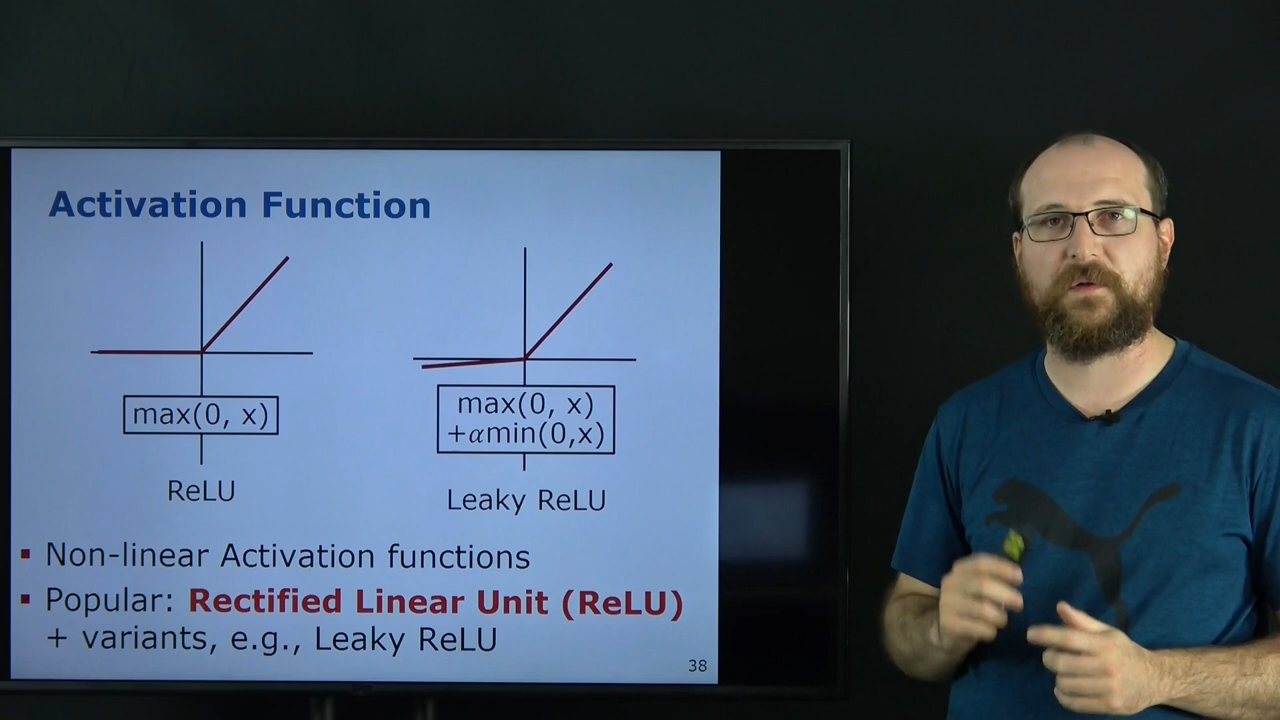 Activation Function
max(0, x)
ReLU
max(0, x)
+αmin(0,x)
Leaky ReLU
▪ Non-linear Activation functions
▪ Popular: Rectified Linear Unit (ReLU)
+ variants, e.g., Leaky ReLU
38